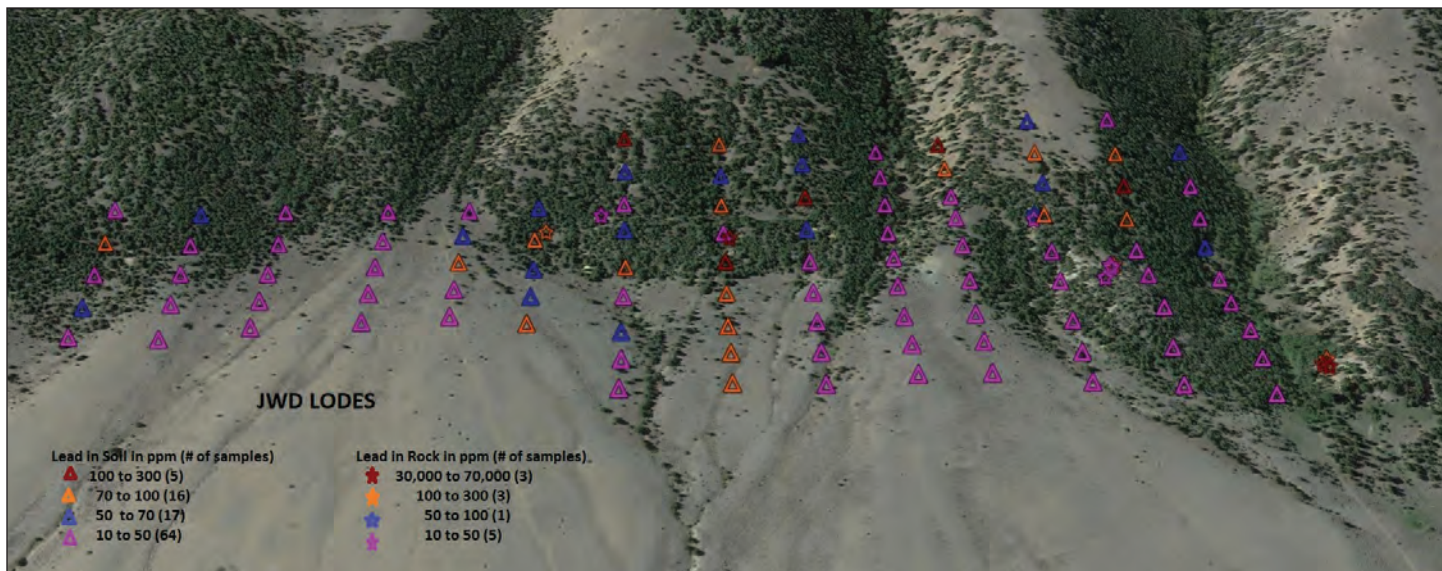 JWD LODES
Lead in Soil in ppm (# of samples)
100 to 300 (5)
70 to 100 (16)
50 to 70 (17)
10 to 50 (64)
Lead in Rock in ppm (# of samples)
30,000 to 70,000 (3)
100 to 300 (3)
50 to 100 (1)
10 to 50 (5)